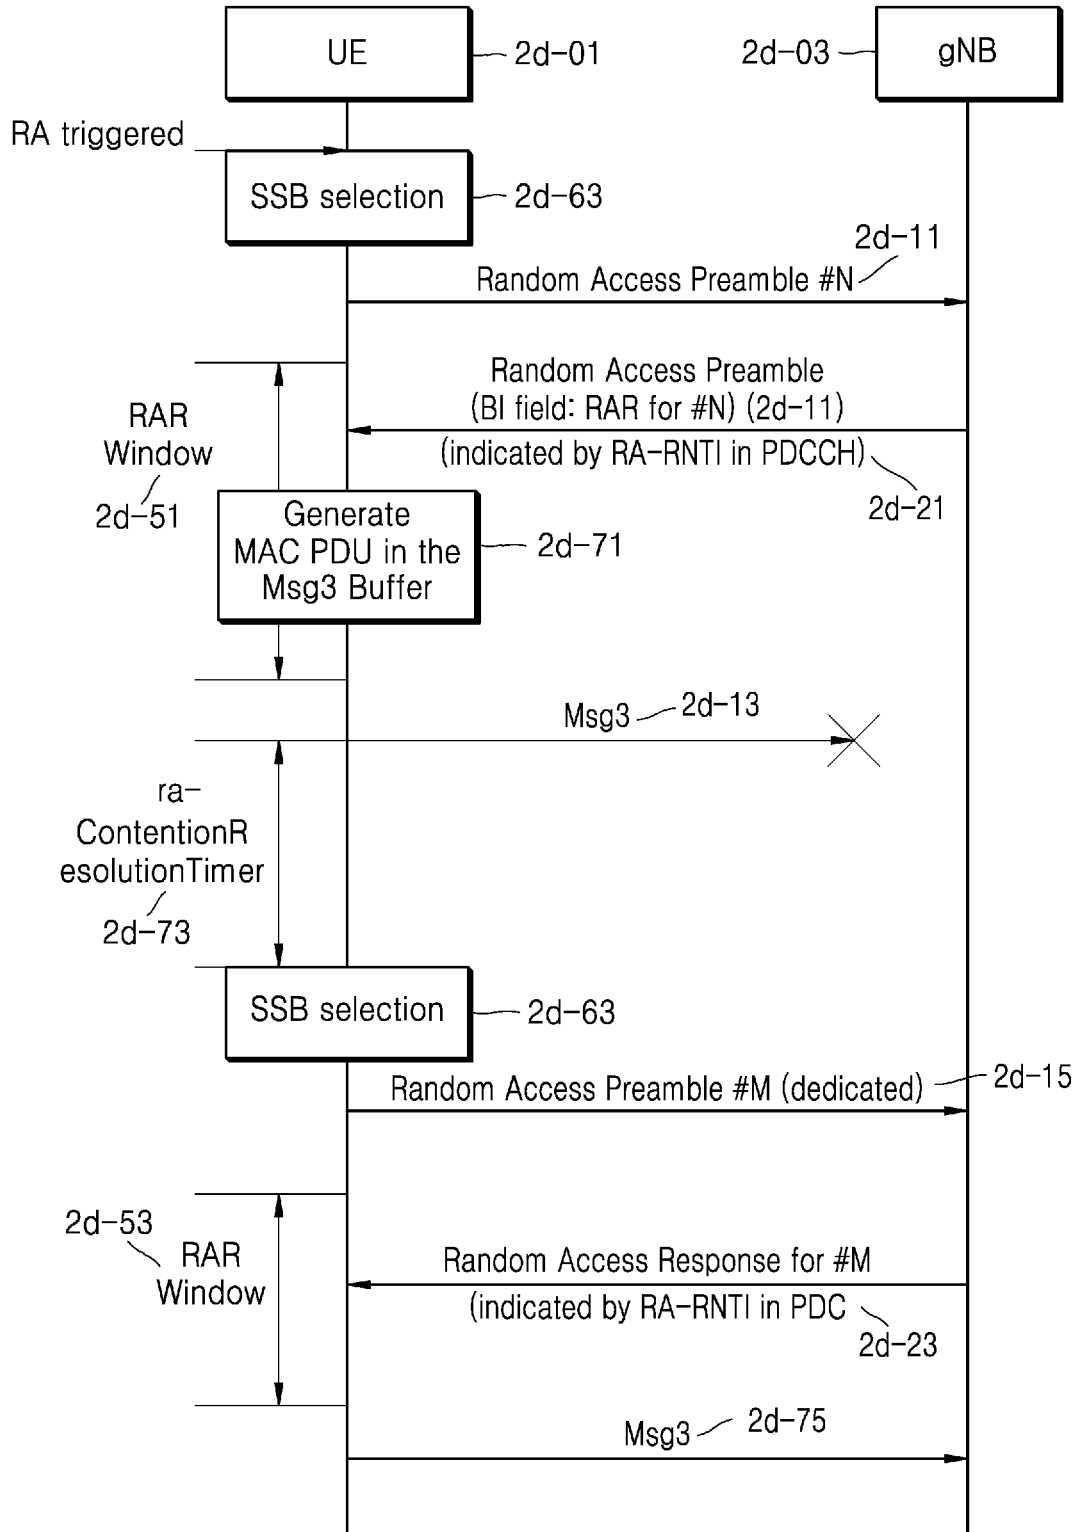 UE
2d-01
2d-03
gNB
RA triggered
SSB selection
2d-63
2d-11
Random Access Preamble #N
Random Access Preamble
(BI field: RAR for #N) (2d-11)
(indicated by RA-RNTI in PDCCH)
2d-21
RAR
Window
2d-51
Generate
MAC PDU in the
Msg3 Buffer
2d-71
Msg3
2d-13
ra-
ContentionR
esolutionTimer
2d-73
SSB selection
2d-63
Random Access Preamble #M (dedicated)
2d-15
2d-53
RAR
Window
Random Access Response for #M
(indicated by RA-RNTI in PDC
2d-23
Msg3
2d-75